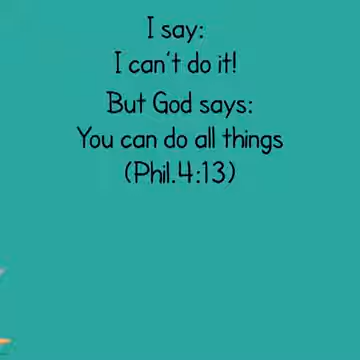 I say:
I can't do it!
But God says:
You can do all things
(Phil.4:13)